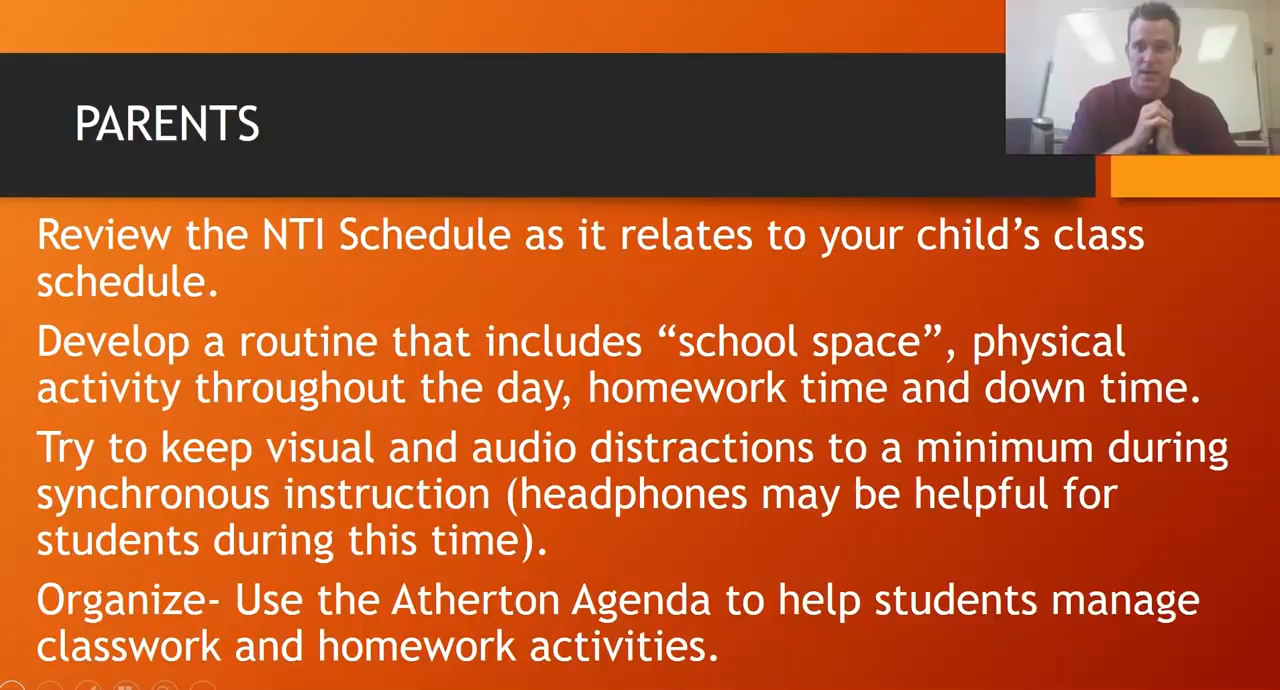 PARENTS
Review the NTI Schedule as it relates to your child’s class
schedule.
Develop a routine that includes “school space”, physical
activity throughout the day, homework time and down time.
Try to keep visual and audio distractions to a minimum during
synchronous instruction (headphones may be helpful for
students during this time).
Organize- Use the Atherton Agenda to help students manage
classwork and homework activities.